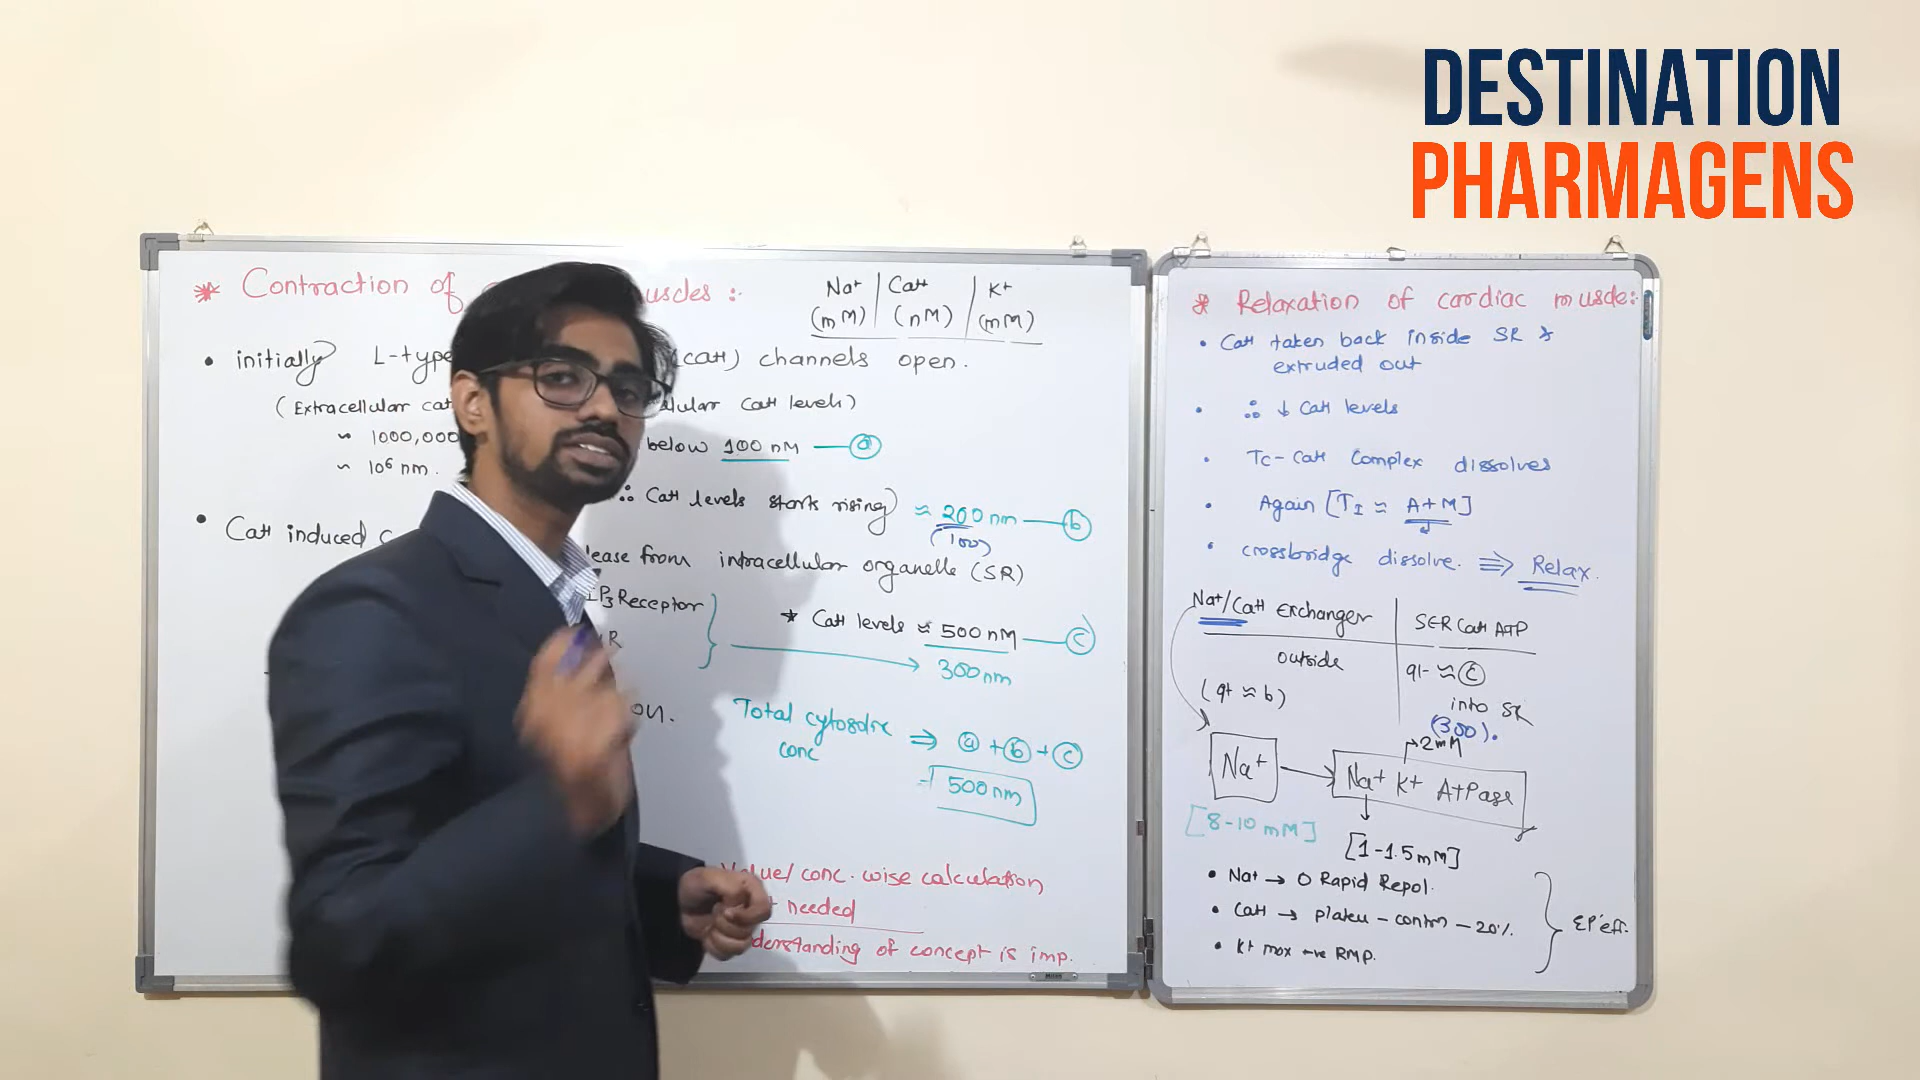 DESTINATION
PHARMAGENS
* Contraction of uscles :-
Na+ | Ca++ | K+
(mM) | (nM) | (mM)
• initially L-type (Ca++) channels open.
(Extracellular Ca++ llular Ca++ levels)
~ 1000,000 below 100 nM — a
~ 10⁶ nm.
∴ Ca++ levels starts rising ≈ 200 nm — b
(100)
• Ca++ induced C lease from intracellular organelle (SR)
IP3 Receptor
R
* Ca++ levels ≈ 500 nM — c
300nm
on.
Total cytosolic conc ⇒ a + b + c
= 500 nm
Value/ conc. wise calculation
t needed
derstanding of concept is imp.
* Relaxation of cardiac muscle:-
• Ca++ taken back inside SR &
extruded out
• ∴ ↓ Ca++ levels
• Tc-Ca++ Complex dissolves
• Again [TI ≈ A+M]
• crossbridge dissolve. ⇒ Relax.
Na+/Ca++ Exchanger | SER Ca++ ATP
outside | qt- ≈ c
(qt ≈ b) into SR
(300).
→2mM
Na+ → Na+ K+ ATPase
[8-10 mM]
[1-1.5mM]
• Na+ → 0 Rapid Repol.
• Ca++ → plateu - contrn - 20%.
• K+ max -ve RMP.
EP'eff.